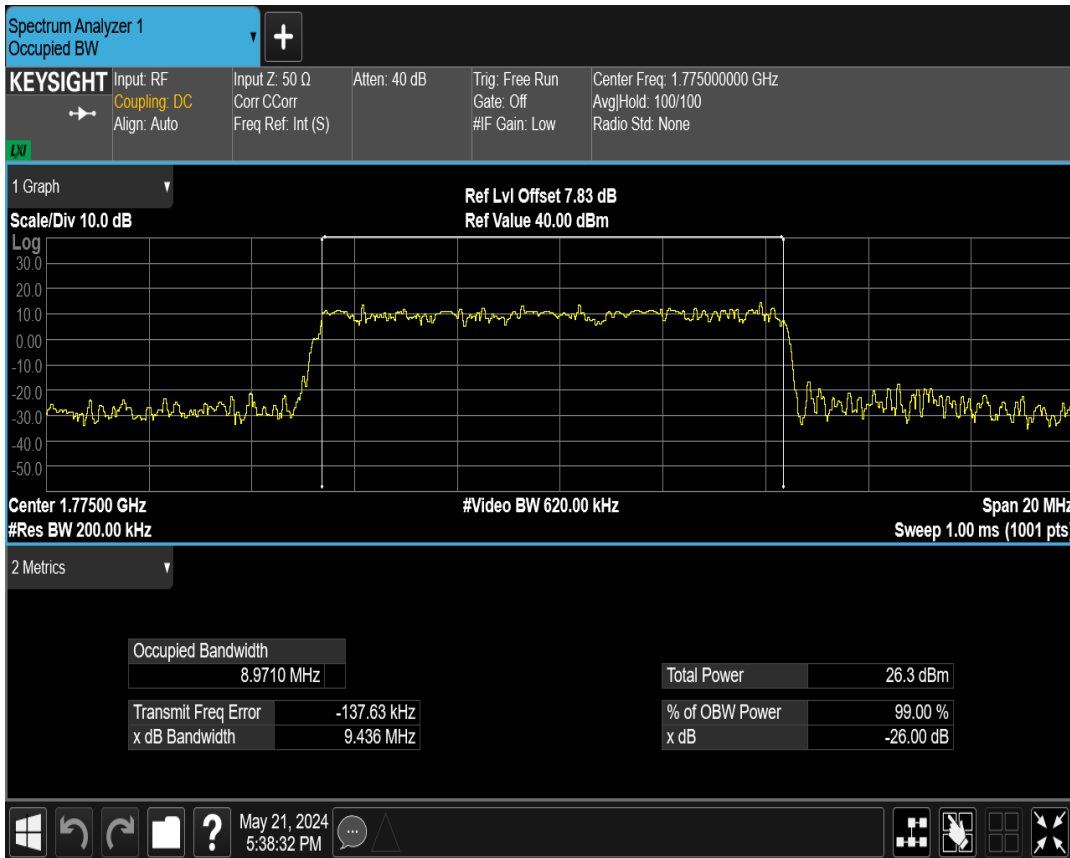 Spectrum Analyzer 1
Occupied BW
+
KEYSIGHT
LXI
Input: RF
Coupling: DC
Align: Auto
Input Z: 50 Ω
Corr CCorr
Freq Ref: Int (S)
Atten: 40 dB
Trig: Free Run
Gate: Off
#IF Gain: Low
Center Freq: 1.775000000 GHz
Avg|Hold: 100/100
Radio Std: None
1 Graph
Scale/Div 10.0 dB
Ref Lvl Offset 7.83 dB
Ref Value 40.00 dBm
Log
30.0
20.0
10.0
0.00
-10.0
-20.0
-30.0
-40.0
-50.0
Center 1.77500 GHz
#Video BW 620.00 kHz
Span 20 MHz
#Res BW 200.00 kHz
Sweep 1.00 ms (1001 pts)
2 Metrics
Occupied Bandwidth
8.9710 MHz
Total Power 26.3 dBm
Transmit Freq Error -137.63 kHz
% of OBW Power 99.00 %
x dB Bandwidth 9.436 MHz
x dB -26.00 dB
?
May 21, 2024
5:38:32 PM